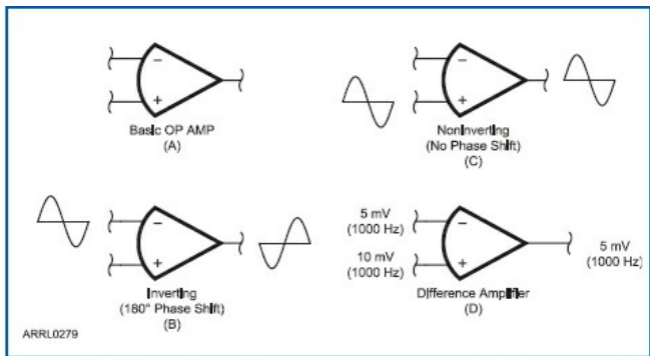 −
+
Basic OP AMP
(A)
−
+
Noninverting
(No Phase Shift)
(C)
−
+
Inverting
(180° Phase Shift)
(B)
5 mV
(1000 Hz)
10 mV
(1000 Hz)
−
+
5 mV
(1000 Hz)
Difference Amplifier
(D)
ARRL0279